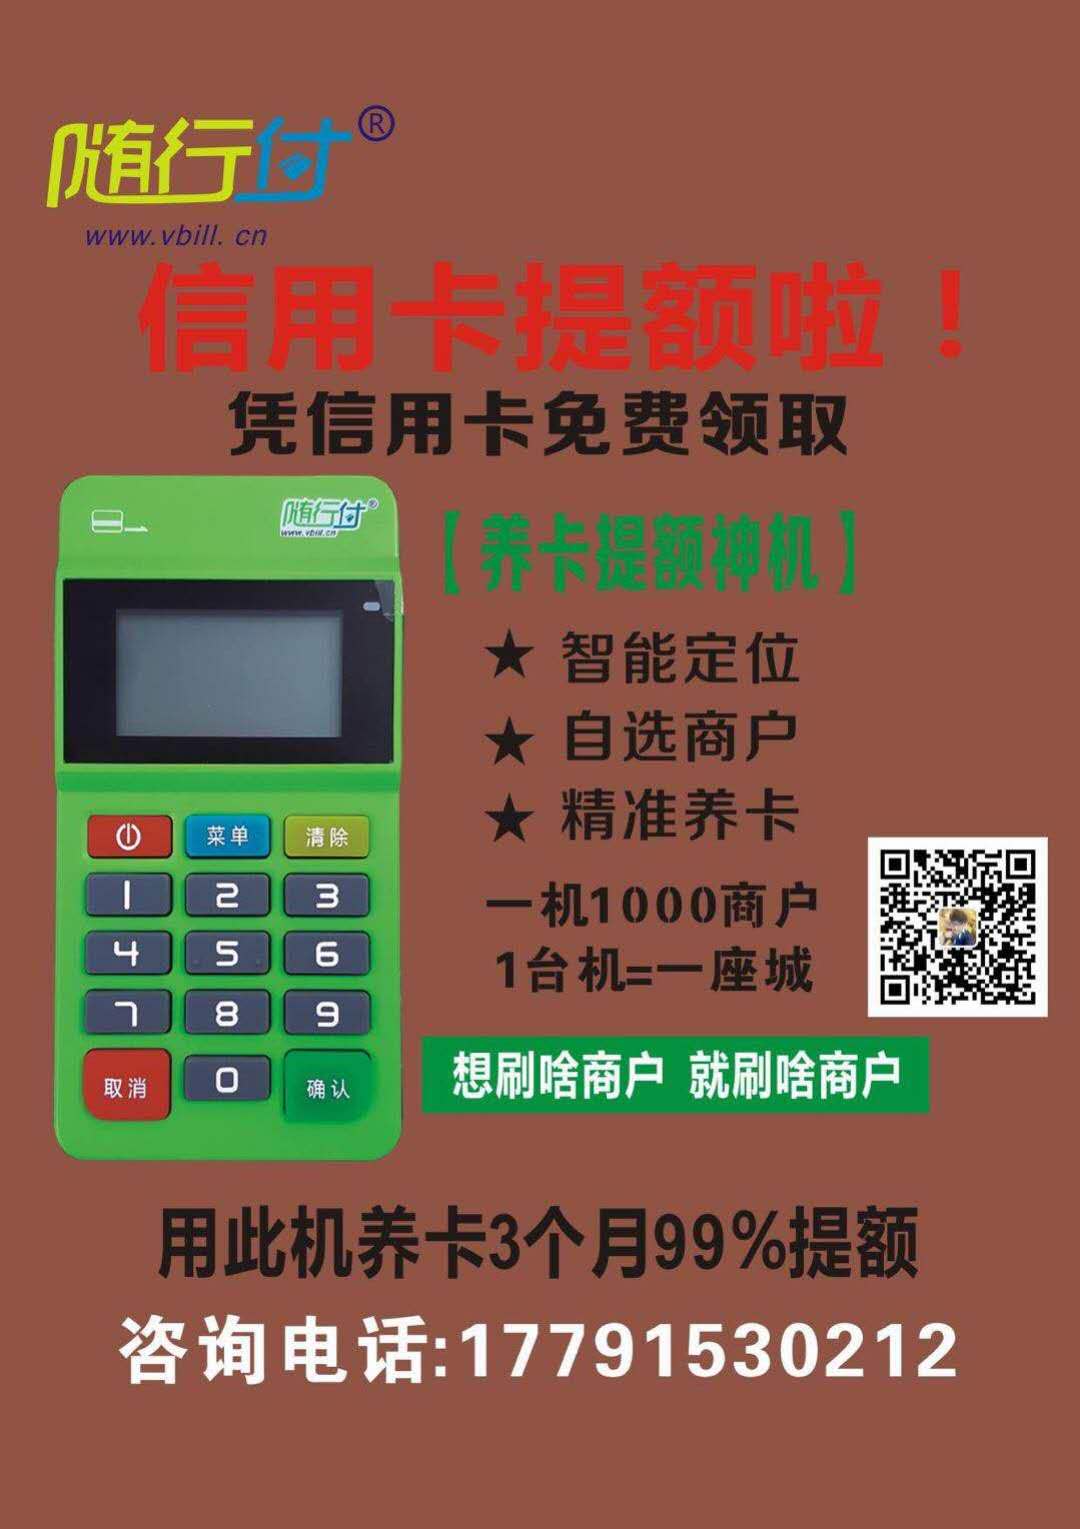 随行付®
www.vbill.cn
信用卡提额啦！
凭信用卡免费领取
随行付®
www.vbill.cn
【养卡提额神机】
★ 智能定位
★ 自选商户
★ 精准养卡
一机1000商户
1台机=一座城
想刷啥商户 就刷啥商户
菜单 清除
1 2 3
4 5 6
7 8 9
取消 0 确认
用此机养卡3个月99%提额
咨询电话:17791530212